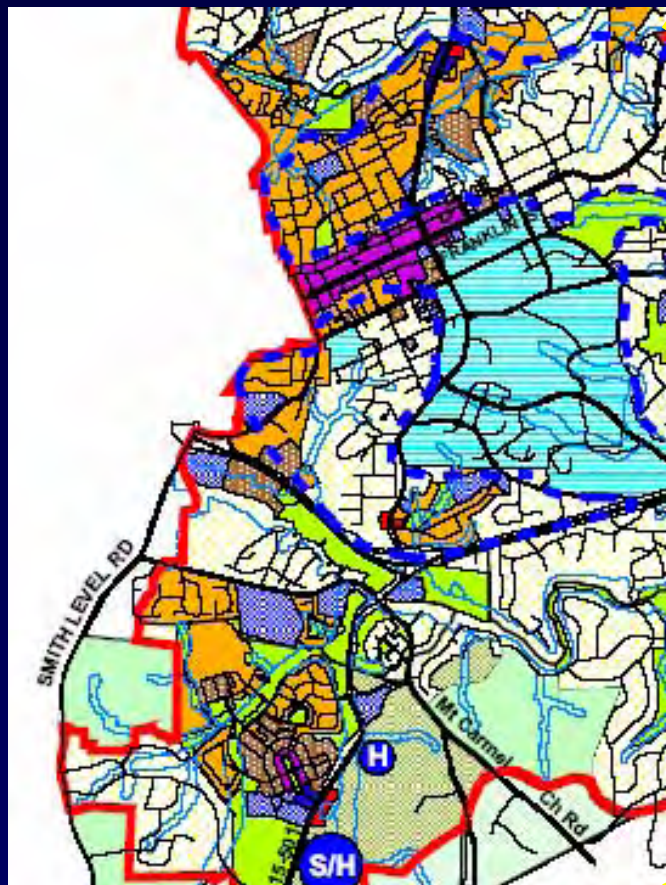 FRANKLIN S
SMITH LEVEL RD
Mt Carmel
Ch Rd
H
15-501
S/H